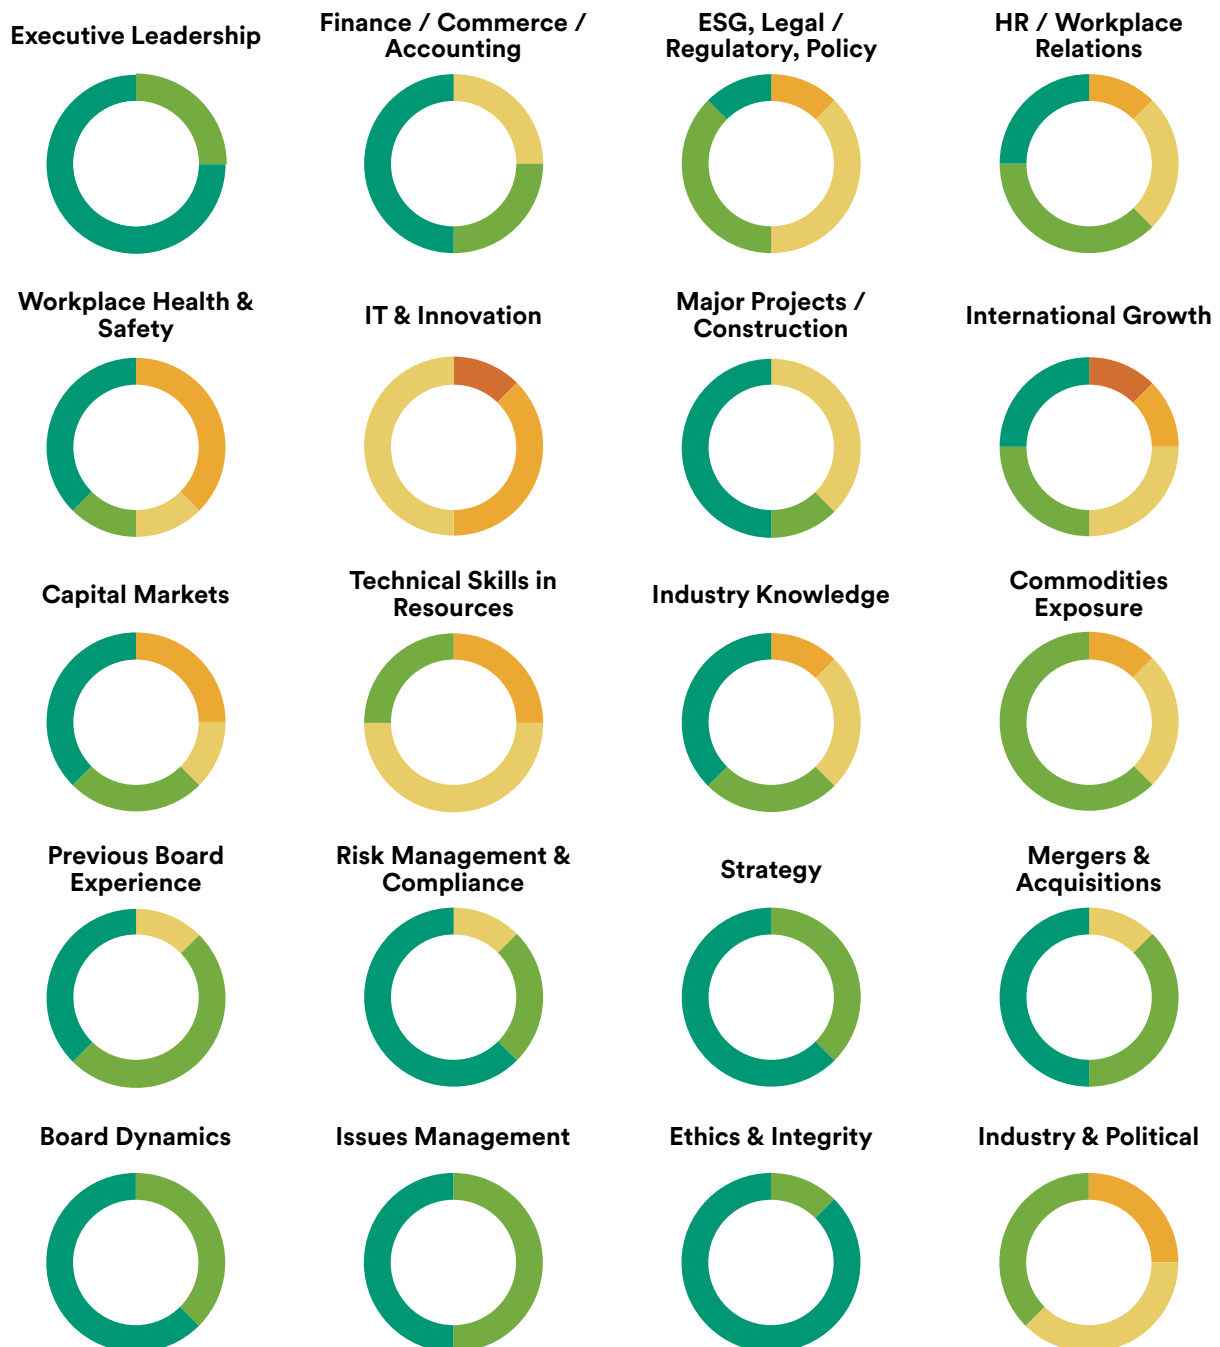 Executive Leadership
Finance / Commerce /
Accounting
ESG, Legal /
Regulatory, Policy
HR / Workplace
Relations
Workplace Health &
Safety
IT & Innovation
Major Projects /
Construction
International Growth
Capital Markets
Technical Skills in
Resources
Industry Knowledge
Commodities
Exposure
Previous Board
Experience
Risk Management &
Compliance
Strategy
Mergers &
Acquisitions
Board Dynamics
Issues Management
Ethics & Integrity
Industry & Political